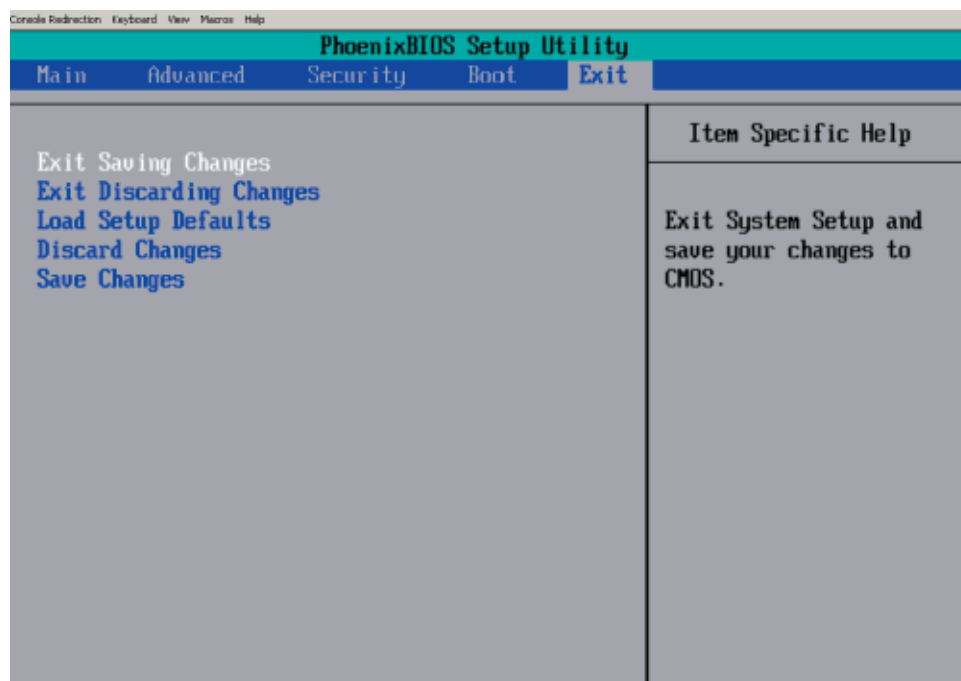 Console Redirection Keyboard View Macros Help
PhoenixBIOS Setup Utility
Main Advanced Security Boot Exit
Item Specific Help
Exit Saving Changes
Exit Discarding Changes
Load Setup Defaults
Discard Changes
Save Changes
Exit System Setup and
save your changes to
CMOS.